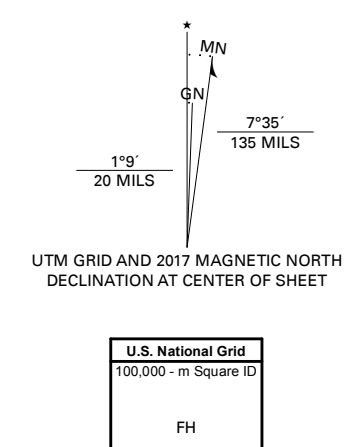 ★
MN
GN
7°35´
135 MILS
1°9´
20 MILS
UTM GRID AND 2017 MAGNETIC NORTH
DECLINATION AT CENTER OF SHEET
U.S. National Grid
100,000 - m Square ID
FH